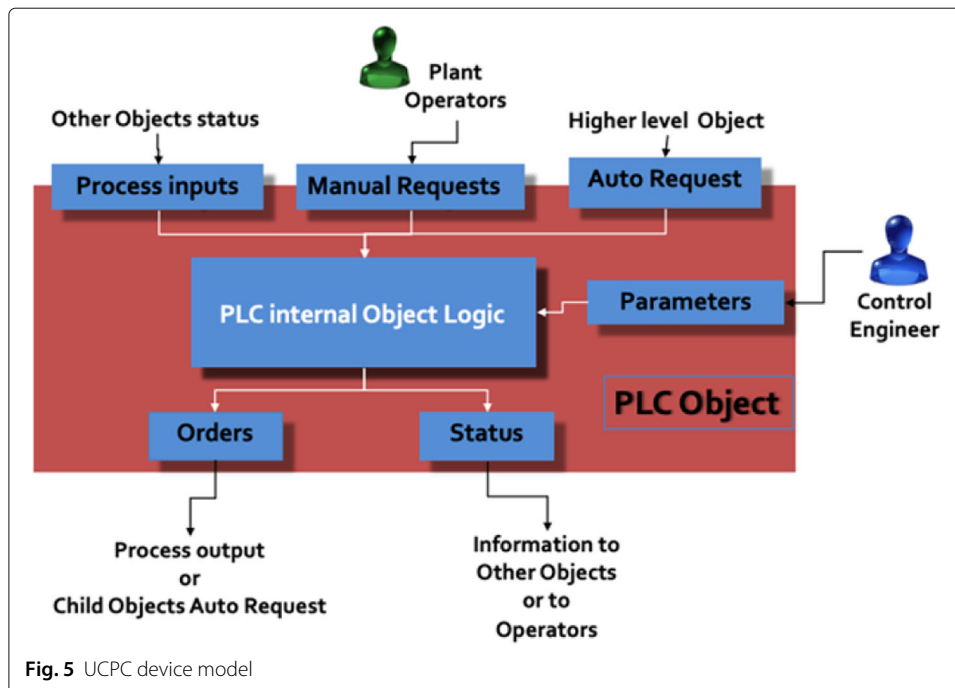 Plant
Operators
Other Objects status
Higher level Object
Process inputs
Manual Requests
Auto Request
PLC internal Object Logic
Parameters
Control
Engineer
PLC Object
Orders
Status
Process output
or
Child Objects Auto Request
Information to
Other Objects
or to
Operators
Fig. 5 UCPC device model